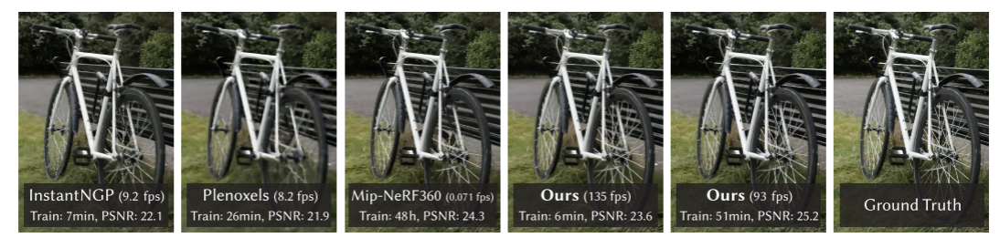 InstantNGP (9.2 fps)
Train: 7min, PSNR: 22.1
Plenoxels (8.2 fps)
Train: 26min, PSNR: 21.9
Mip-NeRF360 (0.071 fps)
Train: 48h, PSNR: 24.3
Ours (135 fps)
Train: 6min, PSNR: 23.6
Ours (93 fps)
Train: 51min, PSNR: 25.2
Ground Truth